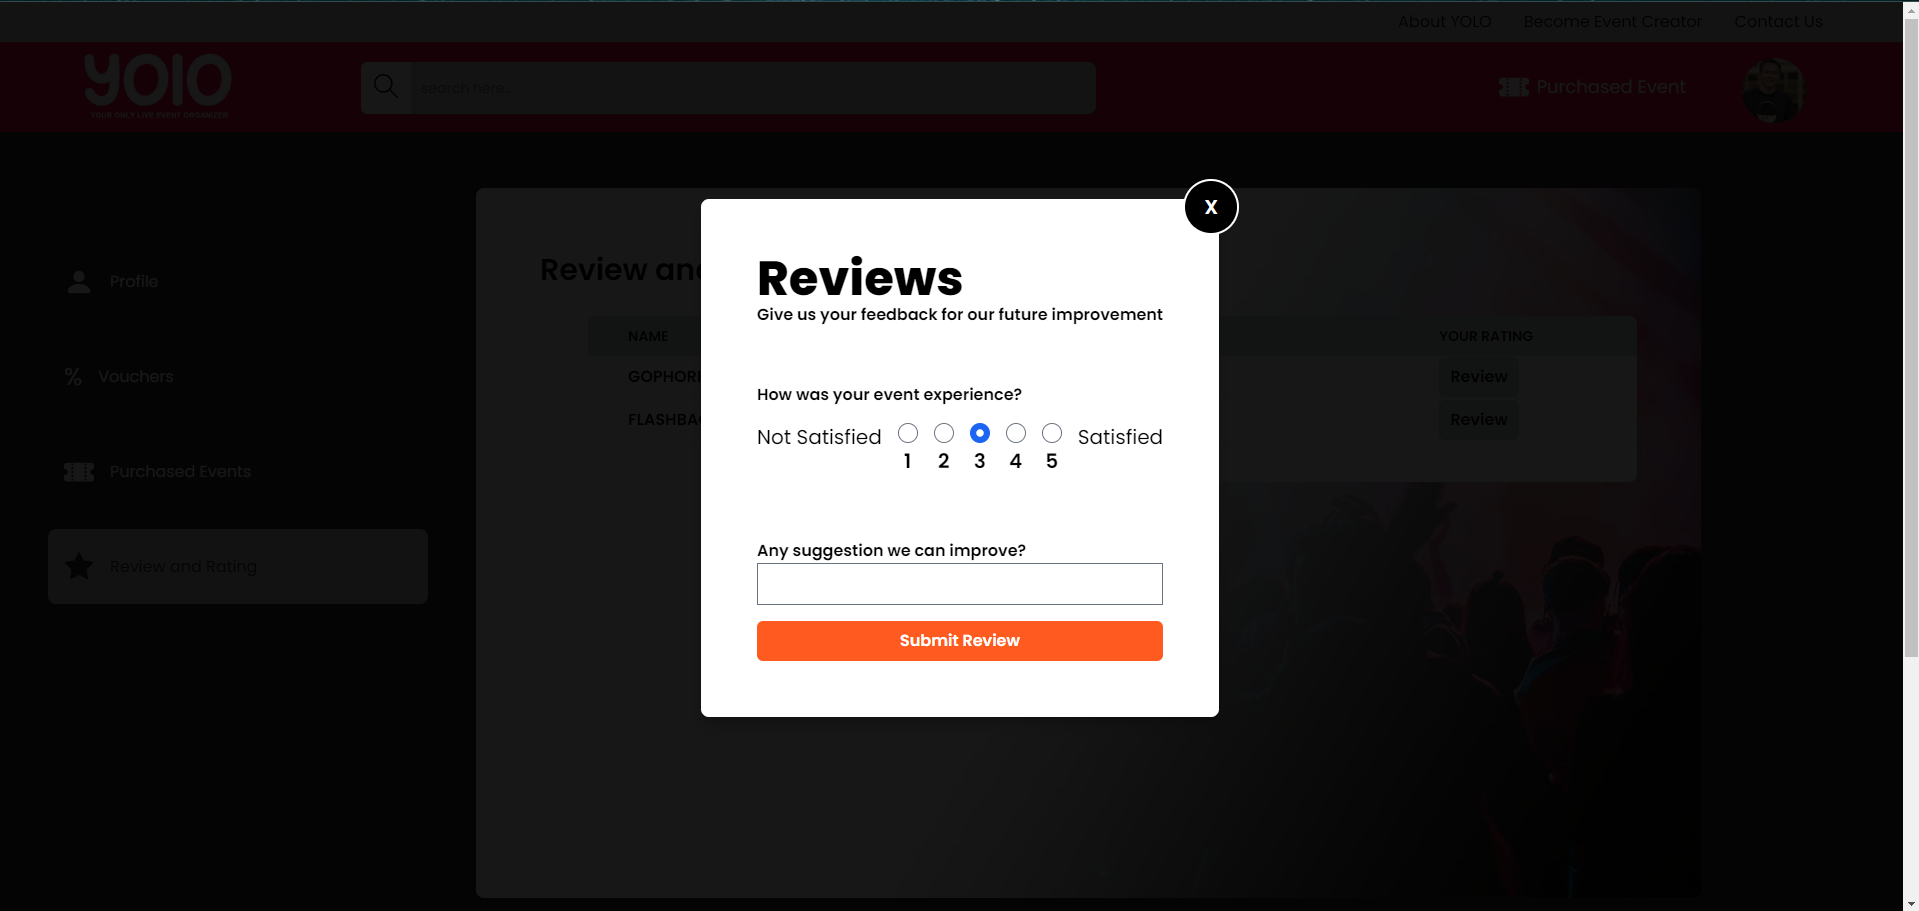 About YOLO Become Event Creator Contact Us
YOLO
YOUR ONLY LIVE EVENT ORGANIZER
search here...
Purchased Event
X
Profile
Vouchers
Purchased Events
Review and Rating
Review and
NAME YOUR RATING
Review
Review
Reviews
Give us your feedback for our future improvement
How was your event experience?
Not Satisfied 1 2 3 4 5 Satisfied
Any suggestion we can improve?
Submit Review